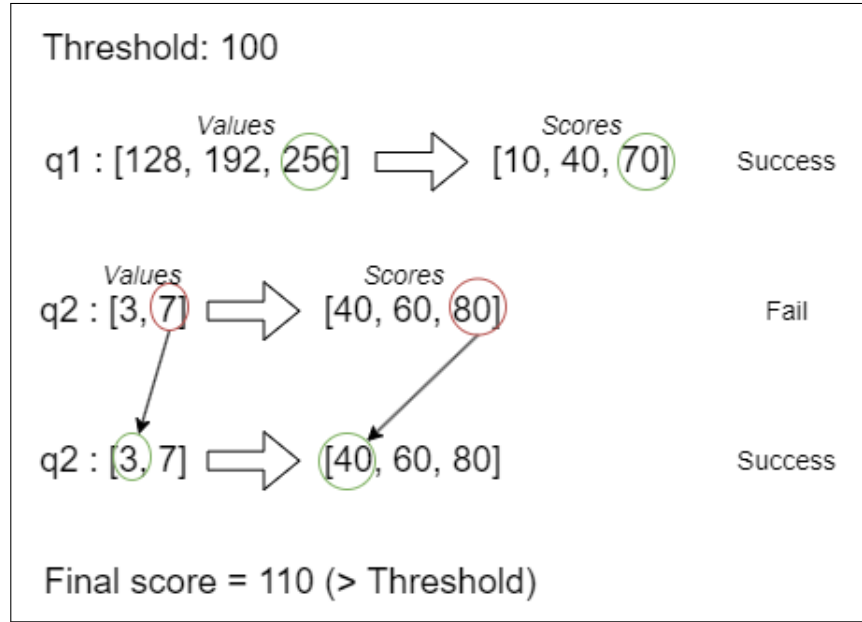 Threshold: 100
Values Scores
q1 : [128, 192, 256] [10, 40, 70] Success
Values Scores
q2 : [3, 7] [40, 60, 80] Fail
q2 : [3, 7] [40, 60, 80] Success
Final score = 110 (> Threshold)